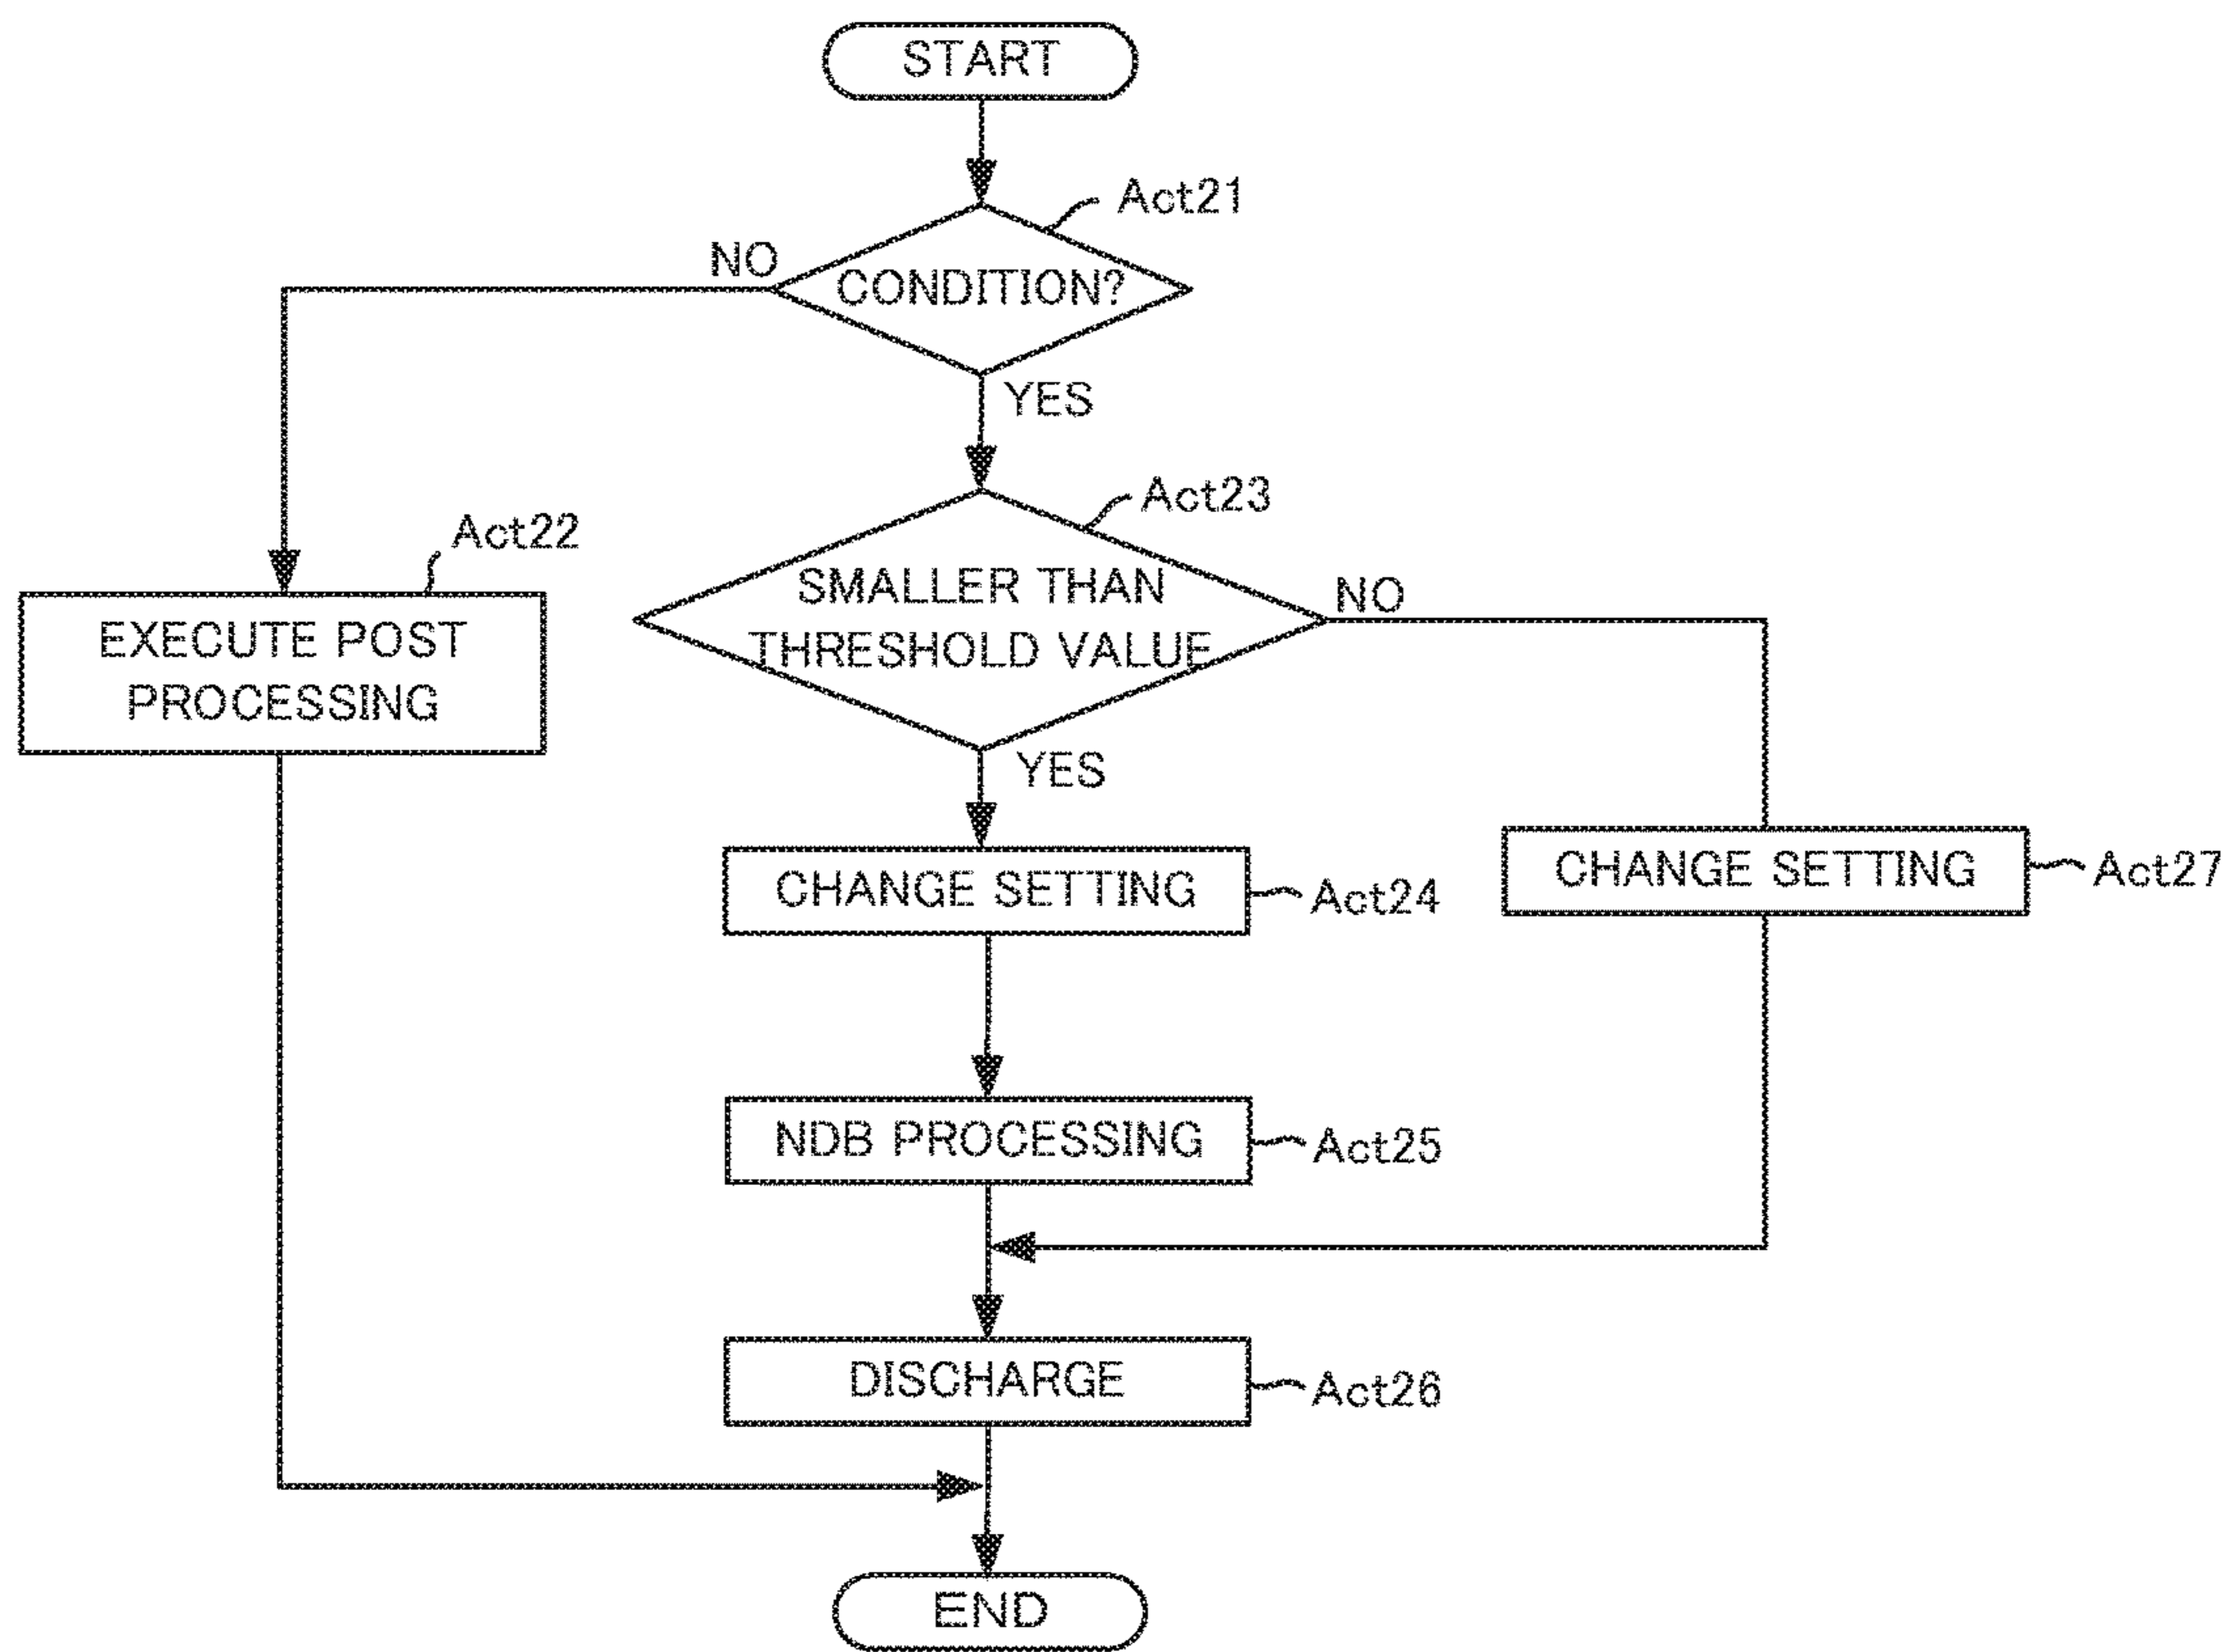 START
Act21
NO
CONDITION?
YES
Act23
Act22
SMALLER THAN
THRESHOLD VALUE
NO
EXECUTE POST
PROCESSING
YES
CHANGE SETTING
Act24
CHANGE SETTING
Act27
NDB PROCESSING
Act25
DISCHARGE
Act26
END